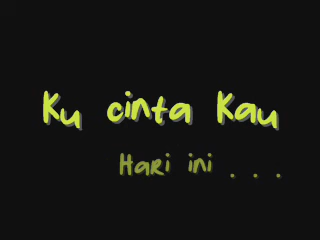 Ku cinta Kau
Hari ini . . .